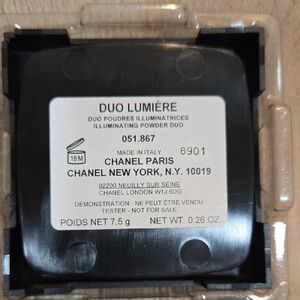 DUO LUMIÈRE
DUO POUDRES ILLUMINATRICES
ILLUMINATING POWDER DUO
051.867
18 M
MADE IN ITALY 6901
CHANEL PARIS
CHANEL NEW YORK, N.Y. 10019
92200 NEUILLY SUR SEINE
CHANEL LONDON W1J 6DG
DEMONSTRATION - NE PEUT ÊTRE VENDU
TESTER - NOT FOR SALE
POIDS NET 7,5 g NET WT. 0.26 OZ